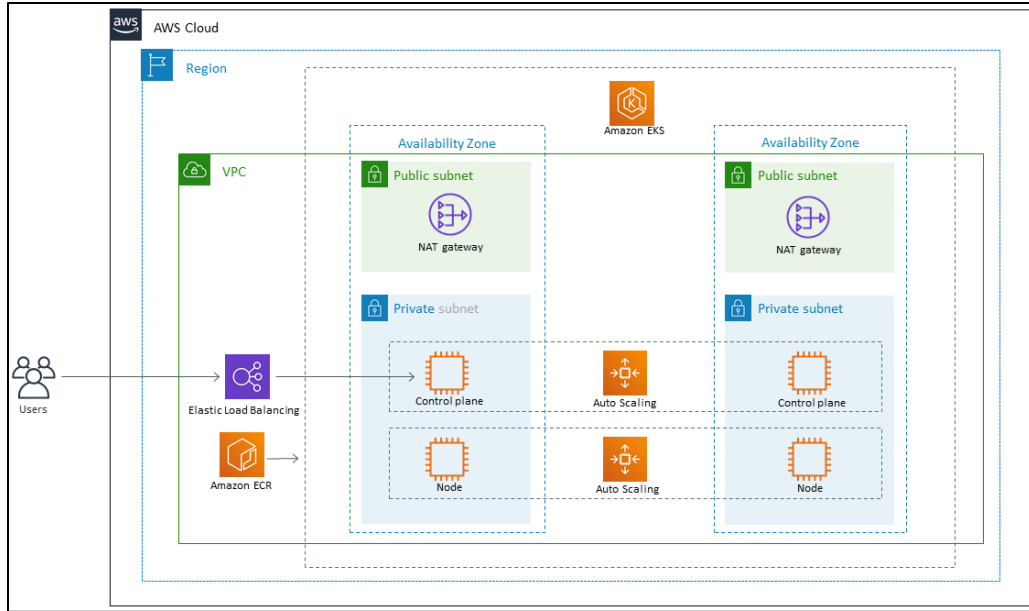 aws
AWS Cloud
Region
Amazon EKS
Availability Zone
Availability Zone
VPC
Public subnet
Public subnet
NAT gateway
NAT gateway
Private subnet
Private subnet
Users
Elastic Load Balancing
Control plane
Auto Scaling
Control plane
Amazon ECR
Node
Auto Scaling
Node